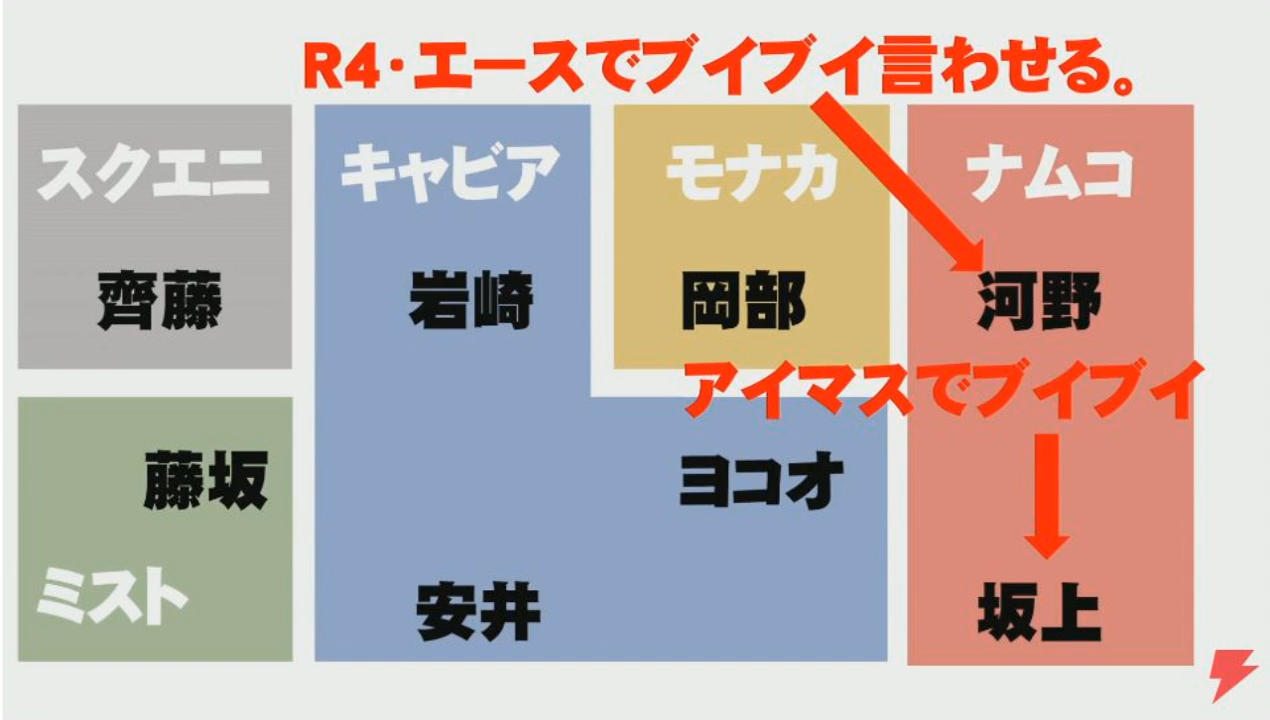 R4・エースでブイブイ言わせる。
スクエニ
キャビア
モナカ
ナムコ
齊藤
岩崎
岡部
河野
アイマスでブイブイ
藤坂
ヨコオ
ミスト
安井
坂上